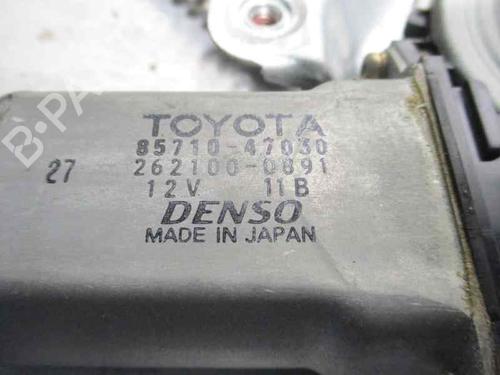 TOYOTA
85710-47030
27 262100-0891
12V 11B
DENSO
MADE IN JAPAN